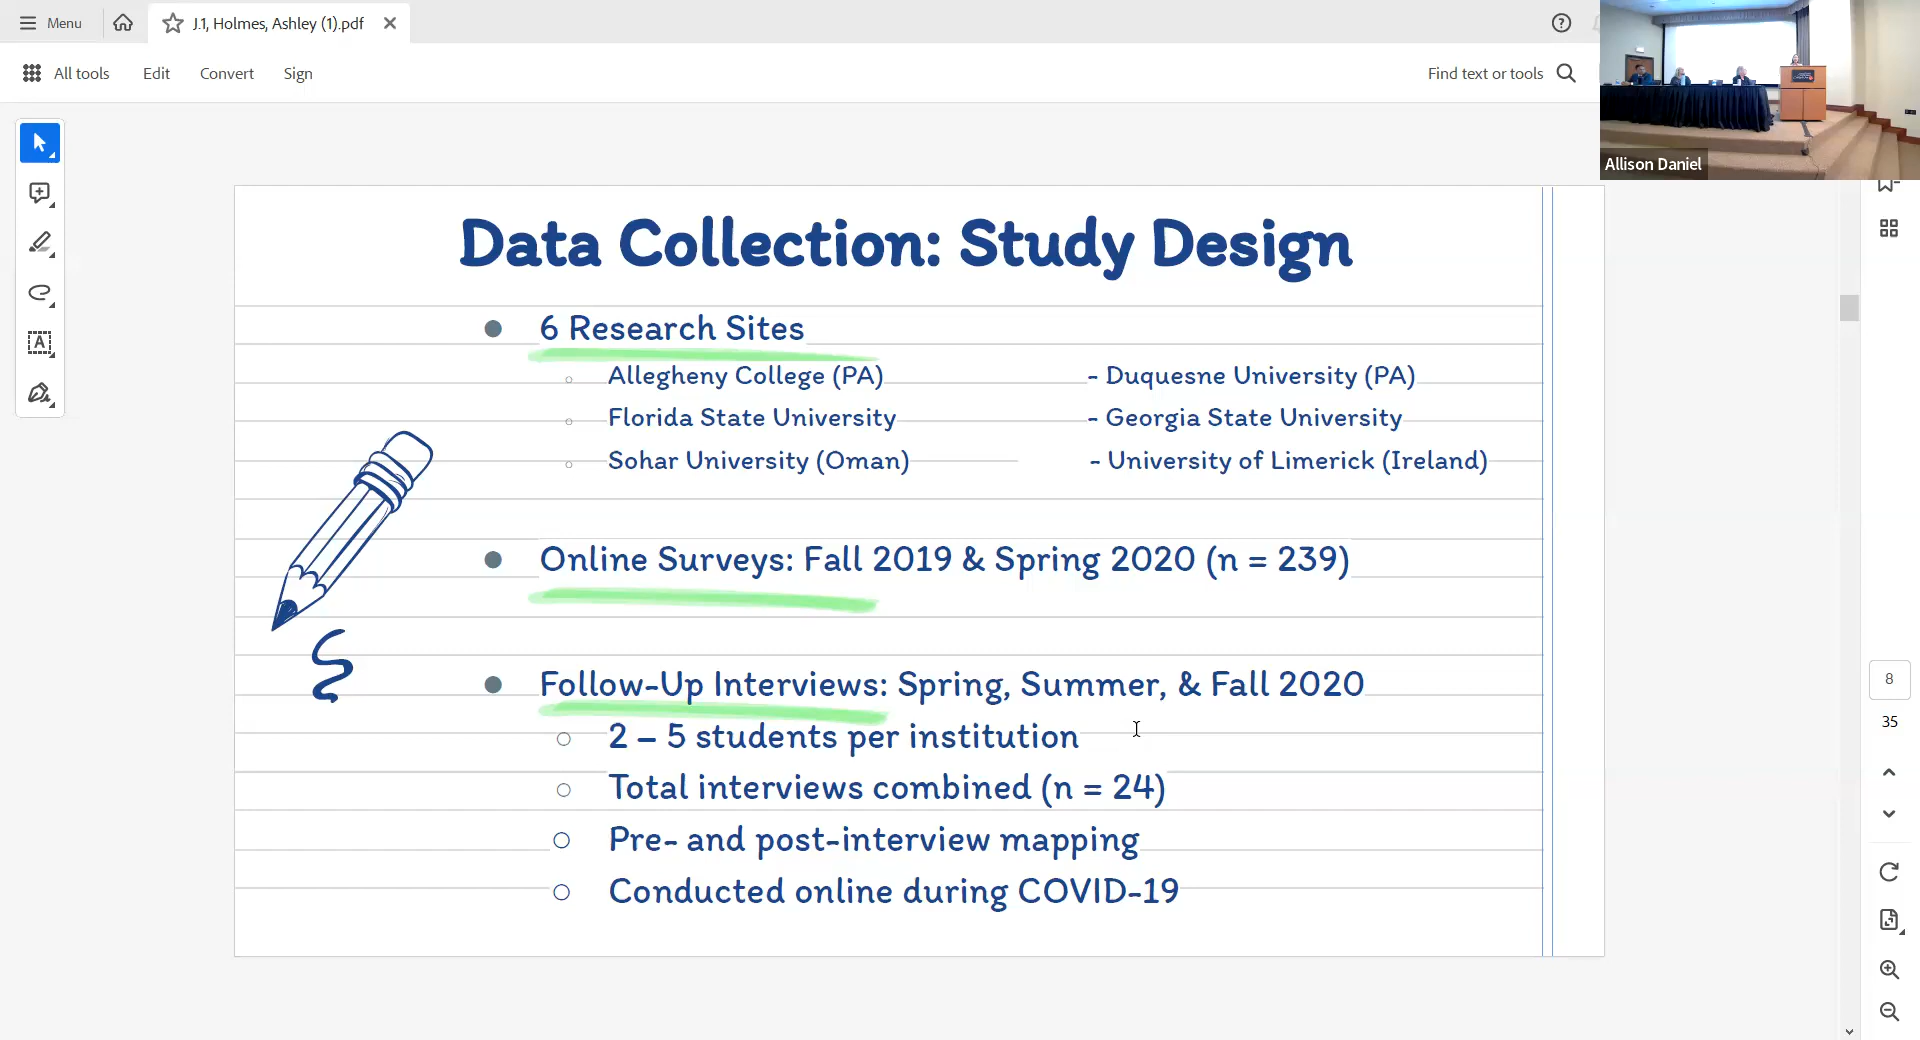 Menu
J.1, Holmes, Ashley (1).pdf
All tools
Edit
Convert
Sign
Find text or tools
Allison Daniel
Data Collection: Study Design
6 Research Sites
Allegheny College (PA)
- Duquesne University (PA)
Florida State University
- Georgia State University
Sohar University (Oman)
- University of Limerick (Ireland)
Online Surveys: Fall 2019 & Spring 2020 (n = 239)
Follow-Up Interviews: Spring, Summer, & Fall 2020
2 – 5 students per institution
Total interviews combined (n = 24)
Pre- and post-interview mapping
Conducted online during COVID-19
8
35